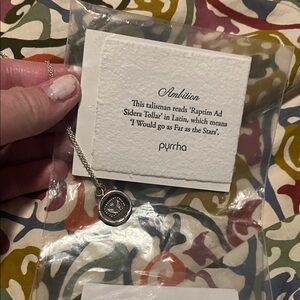 Ambition
This talisman reads 'Raptim Ad
Sidera Tollar' in Latin, which means
'I Would go as Far as the Stars'.
pyrrha